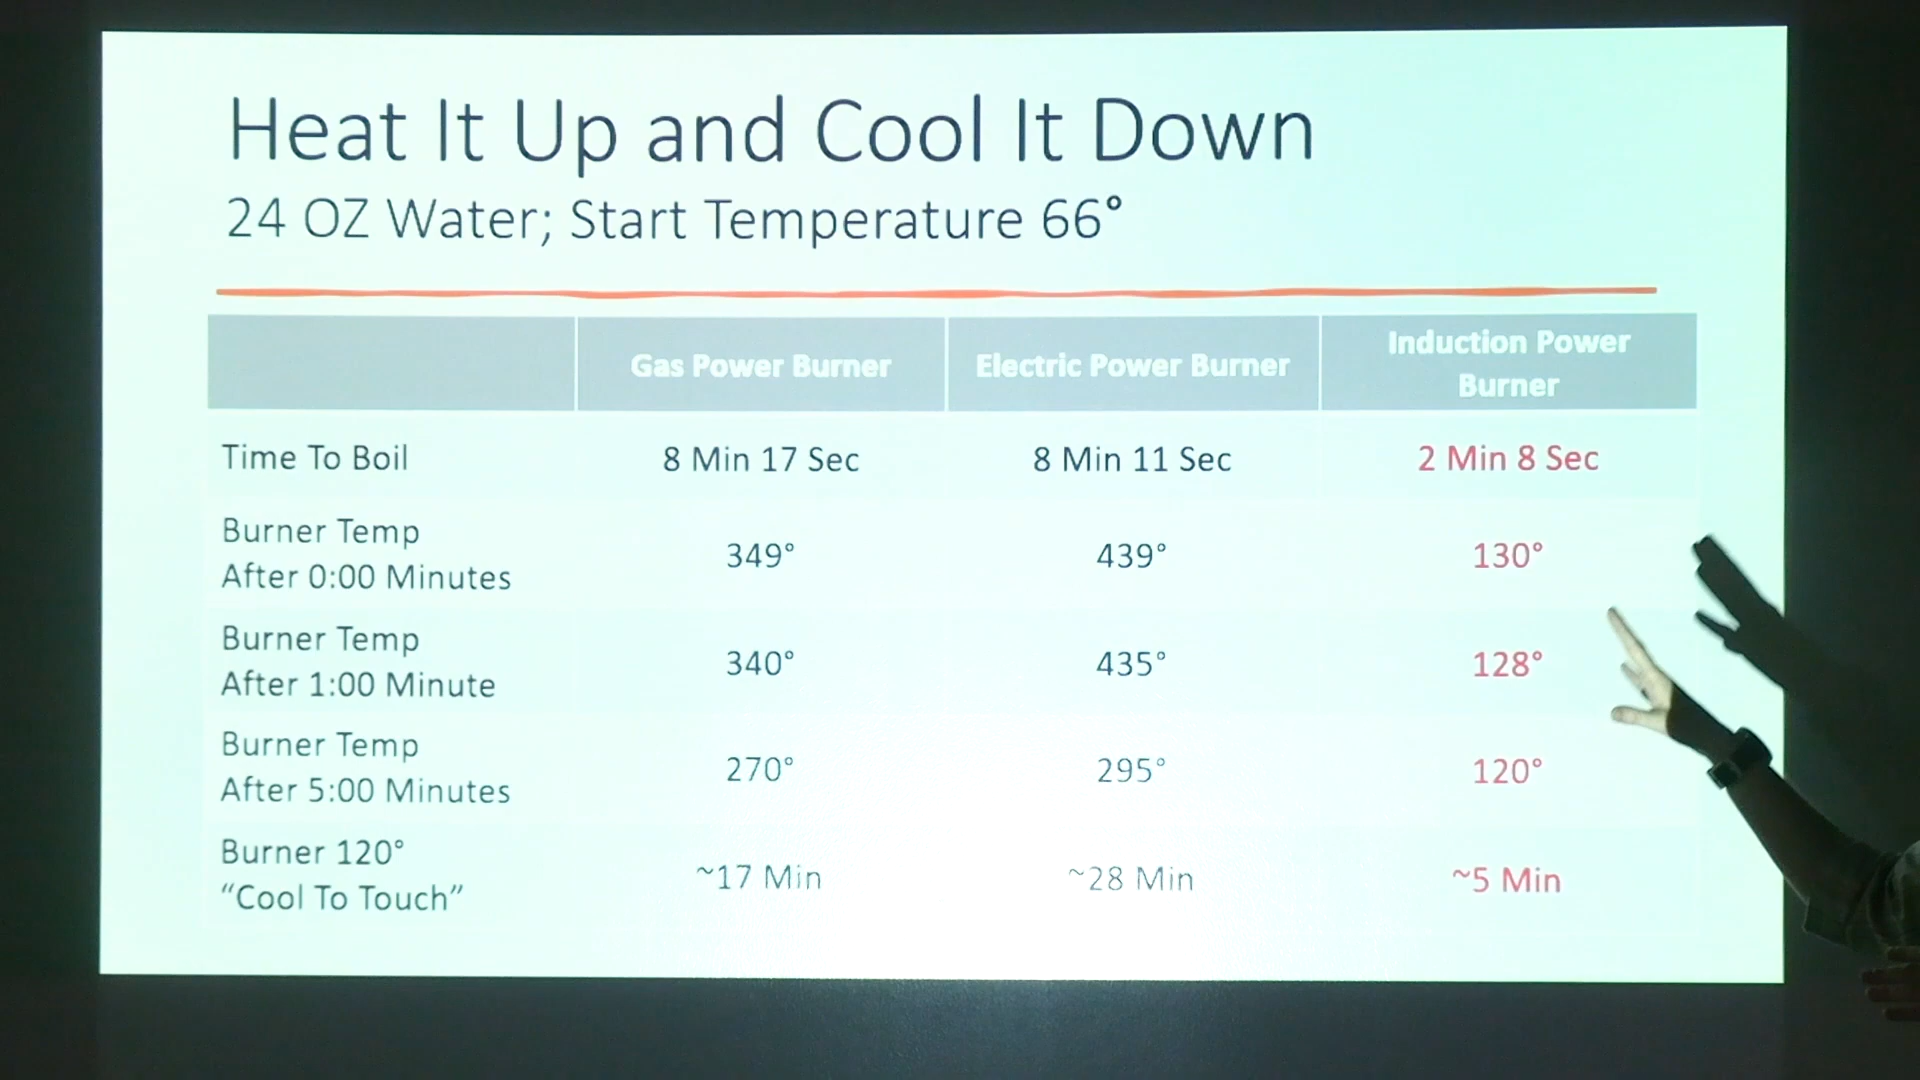 Heat It Up and Cool It Down
24 OZ Water; Start Temperature 66°
Gas Power Burner
Electric Power Burner
Induction Power
Burner
Time To Boil
8 Min 17 Sec
8 Min 11 Sec
2 Min 8 Sec
Burner Temp
After 0:00 Minutes
349°
439°
130°
Burner Temp
After 1:00 Minute
340°
435°
128°
Burner Temp
After 5:00 Minutes
270°
295°
120°
Burner 120°
“Cool To Touch”
~17 Min
~28 Min
~5 Min